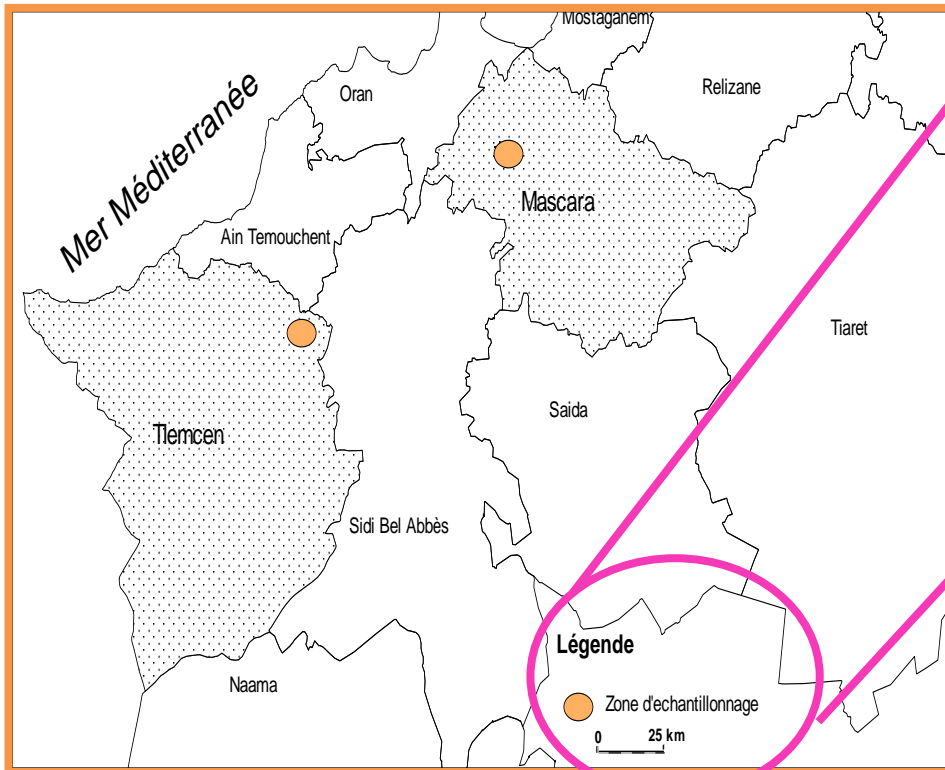 Mostaganem
Oran
Relizane
Mer Méditerranée
Mascara
Ain Temouchent
Tiaret
Saida
Tlemcen
Sidi Bel Abbès
Légende
Naama
Zone d'echantillonnage
0 25 km